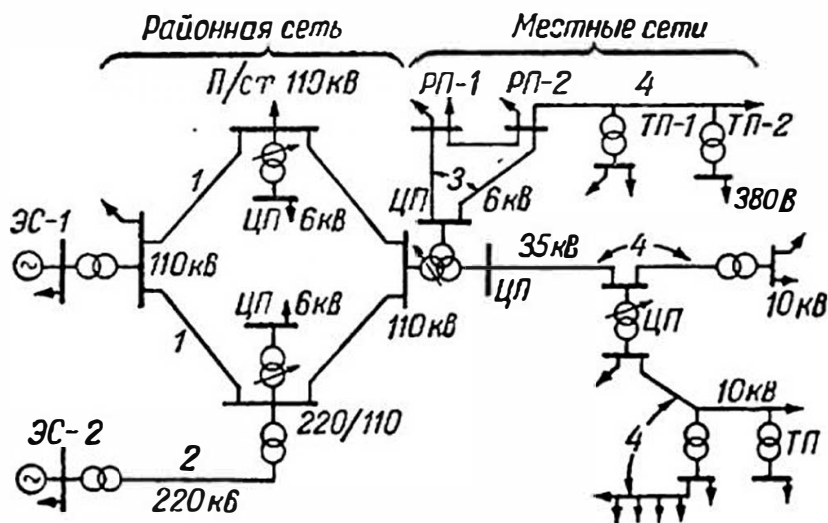 Районная сеть
Местные сети
П/ст 110кВ
РП-1
РП-2
4
ТП-1
ТП-2
1
3
ЦП 6кВ
ЦП
6кВ
380В
ЭС-1
110кВ
35кВ
4
ЦП
10кВ
ЦП 6кВ
110кВ
1
ЦП
220/110
10кВ
4
ТП
ЭС-2
2
220кВ